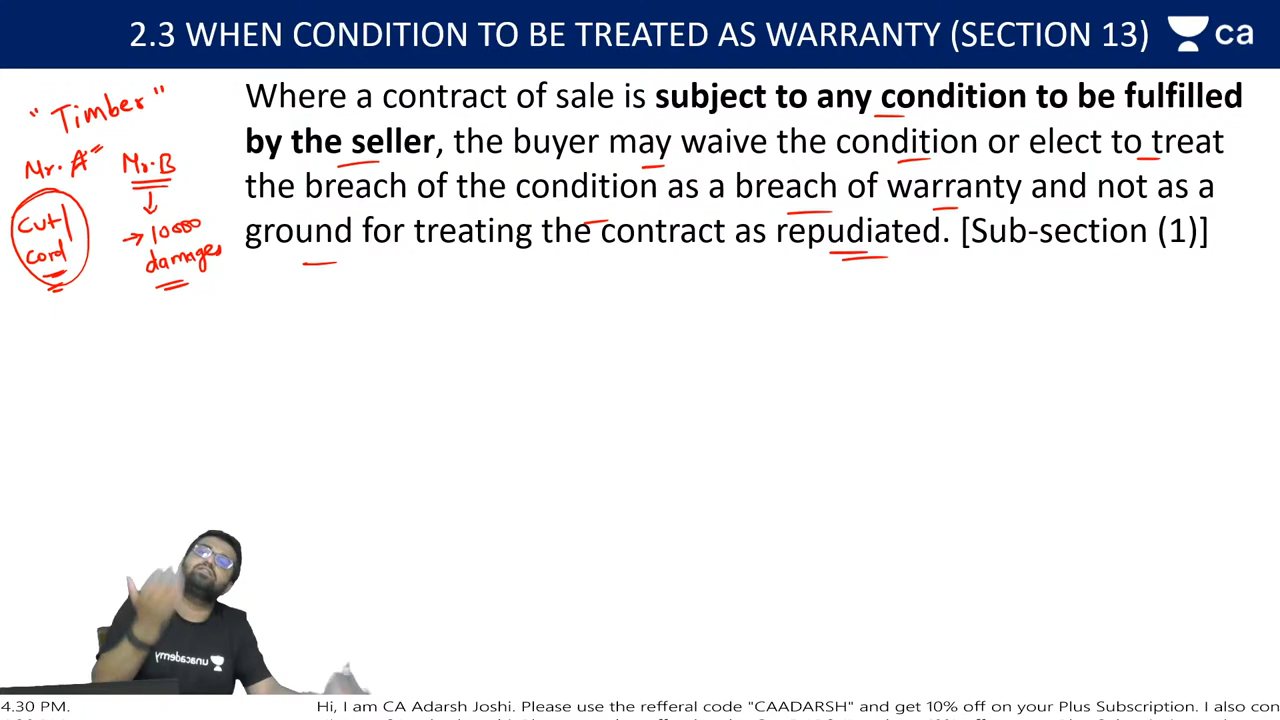 2.3 WHEN CONDITION TO BE TREATED AS WARRANTY (SECTION 13)
ca
"Timber"
Mr. A Mr. B
cut/
cord
10000
damages
Where a contract of sale is subject to any condition to be fulfilled
by the seller, the buyer may waive the condition or elect to treat
the breach of the condition as a breach of warranty and not as a
ground for treating the contract as repudiated. [Sub-section (1)]
unacademy
4.30 PM.
Hi, I am CA Adarsh Joshi. Please use the refferal code "CAADARSH" and get 10% off on your Plus Subscription. I also con